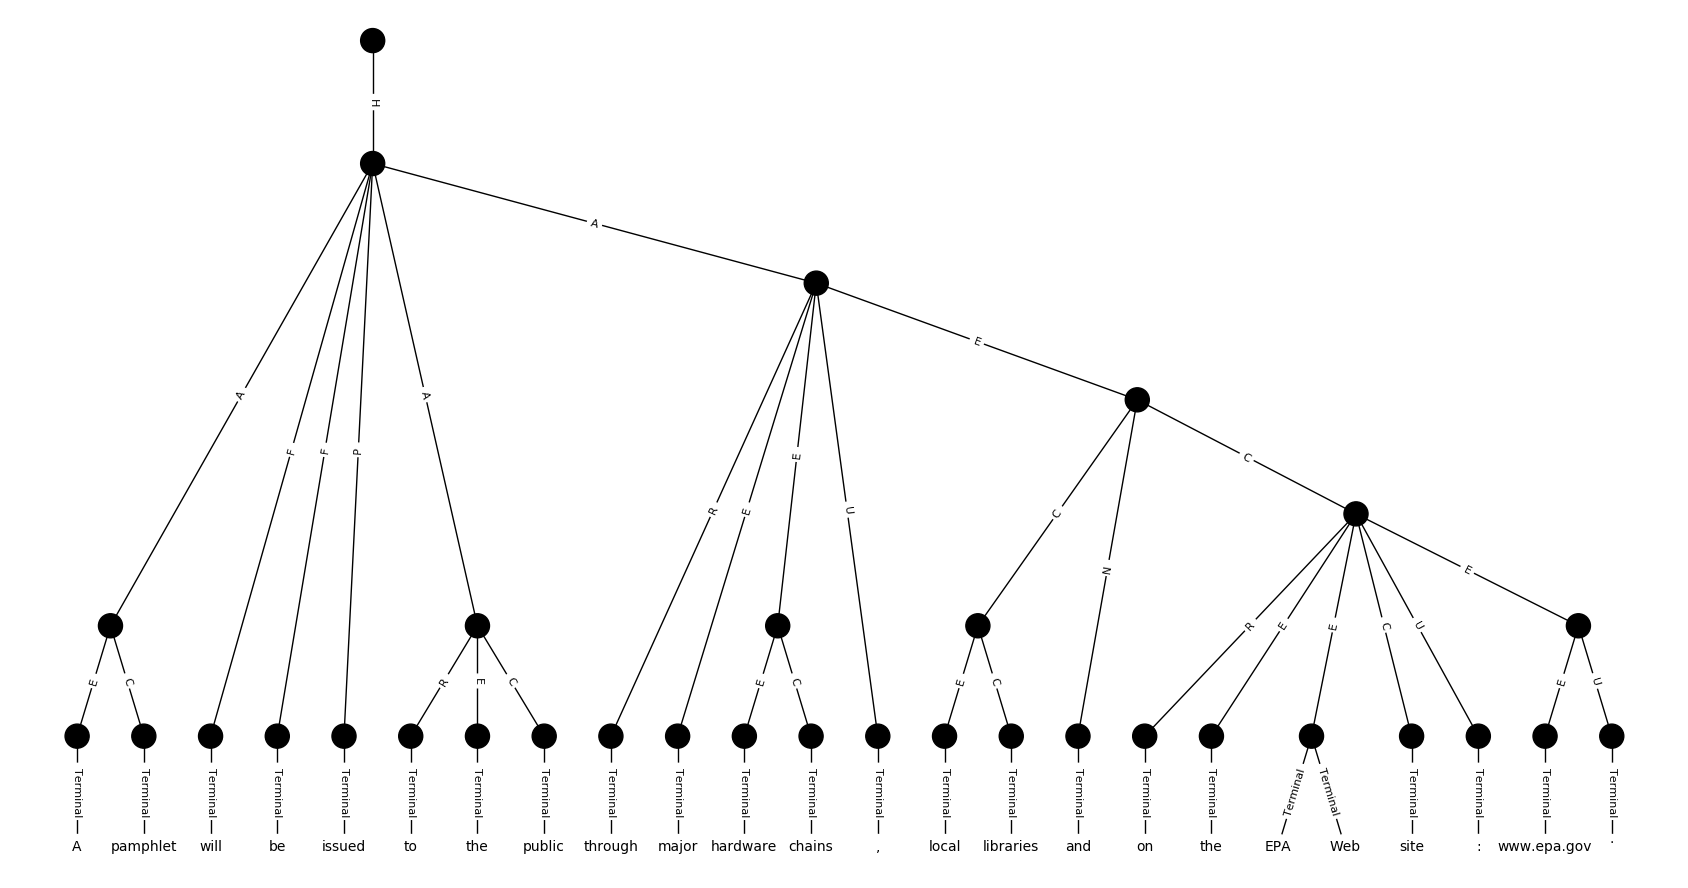 H
A
A
F
F
P
A
E
R
E
E
U
C
C
N
C
R
E
E
C
U
E
E
C
R
E
C
E
C
E
C
E
U
Terminal Terminal Terminal Terminal Terminal Terminal Terminal Terminal Terminal Terminal Terminal Terminal Terminal Terminal Terminal Terminal Terminal Terminal Terminal Terminal Terminal Terminal Terminal Terminal
A pamphlet will be issued to the public through major hardware chains , local libraries and on the EPA Web site : www.epa.gov .